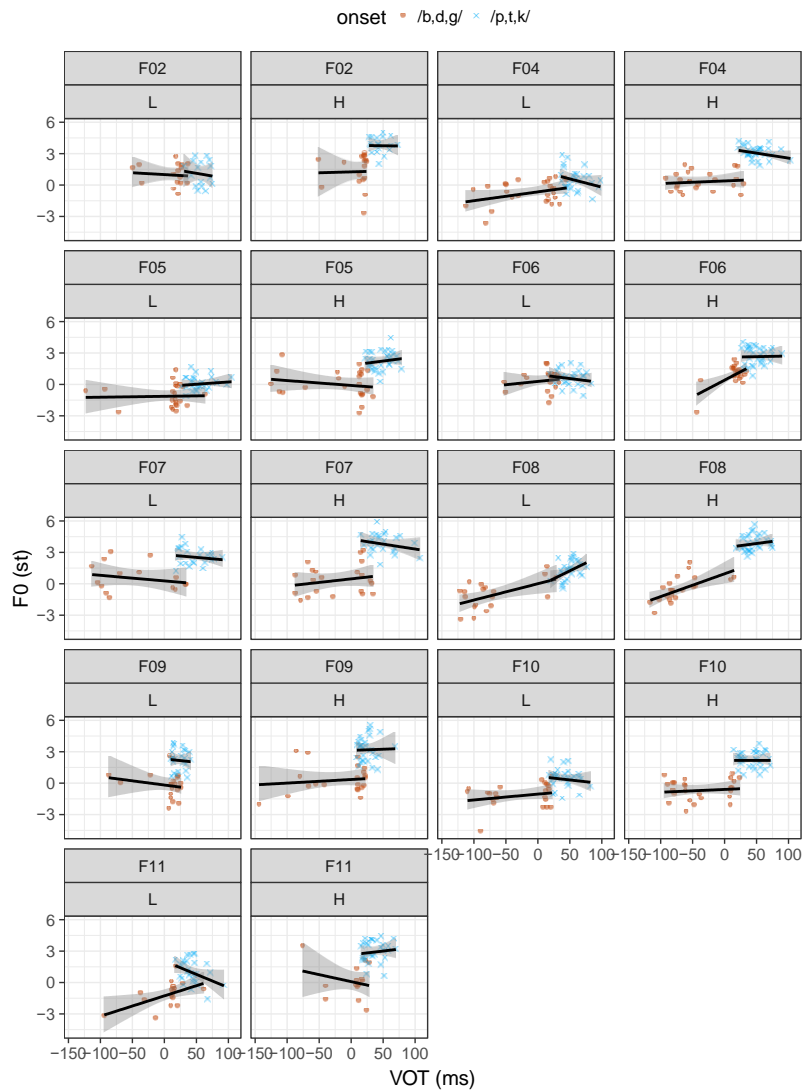 onset /b,d,g/ /p,t,k/
F02 F02 F04 F04
L H L H
6
3
0
−3
F05 F05 F06 F06
L H L H
6
3
0
−3
F07 F07 F08 F08
L H L H
6
3
0
−3
F0 (st)
F09 F09 F10 F10
L H L H
6
3
0
−3
−150 −100 −50 0 50 100 −150 −100 −50 0 50 100
F11 F11
L H
6
3
0
−3
−150 −100 −50 0 50 100 −150 −100 −50 0 50 100
VOT (ms)